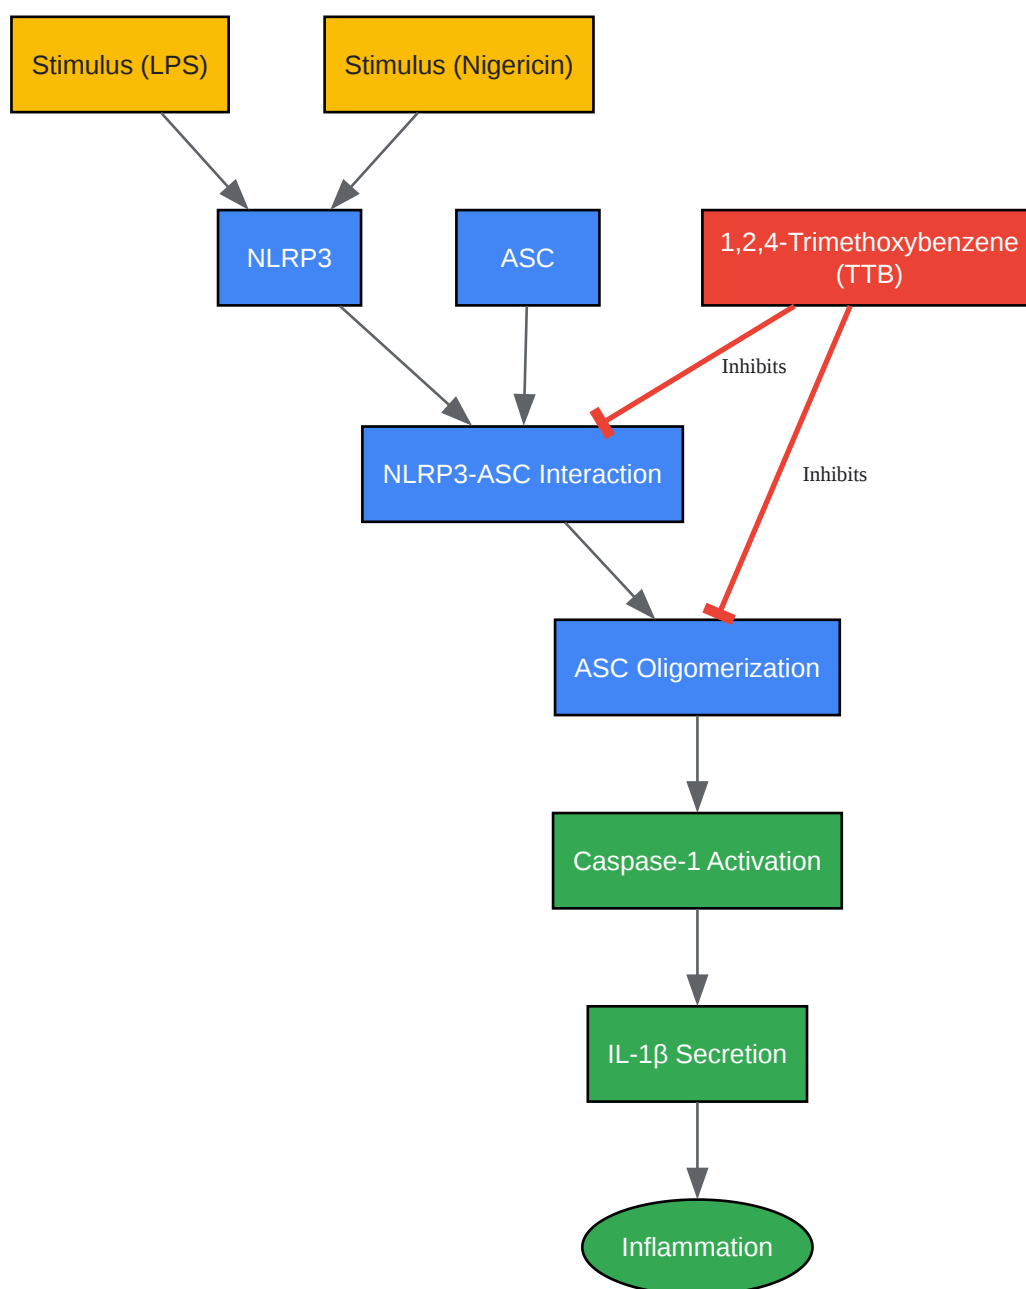 Stimulus (LPS)
Stimulus (Nigericin)
NLRP3
ASC
1,2,4-Trimethoxybenzene
(TTB)
Inhibits
NLRP3-ASC Interaction
Inhibits
ASC Oligomerization
Caspase-1 Activation
IL-1β Secretion
Inflammation